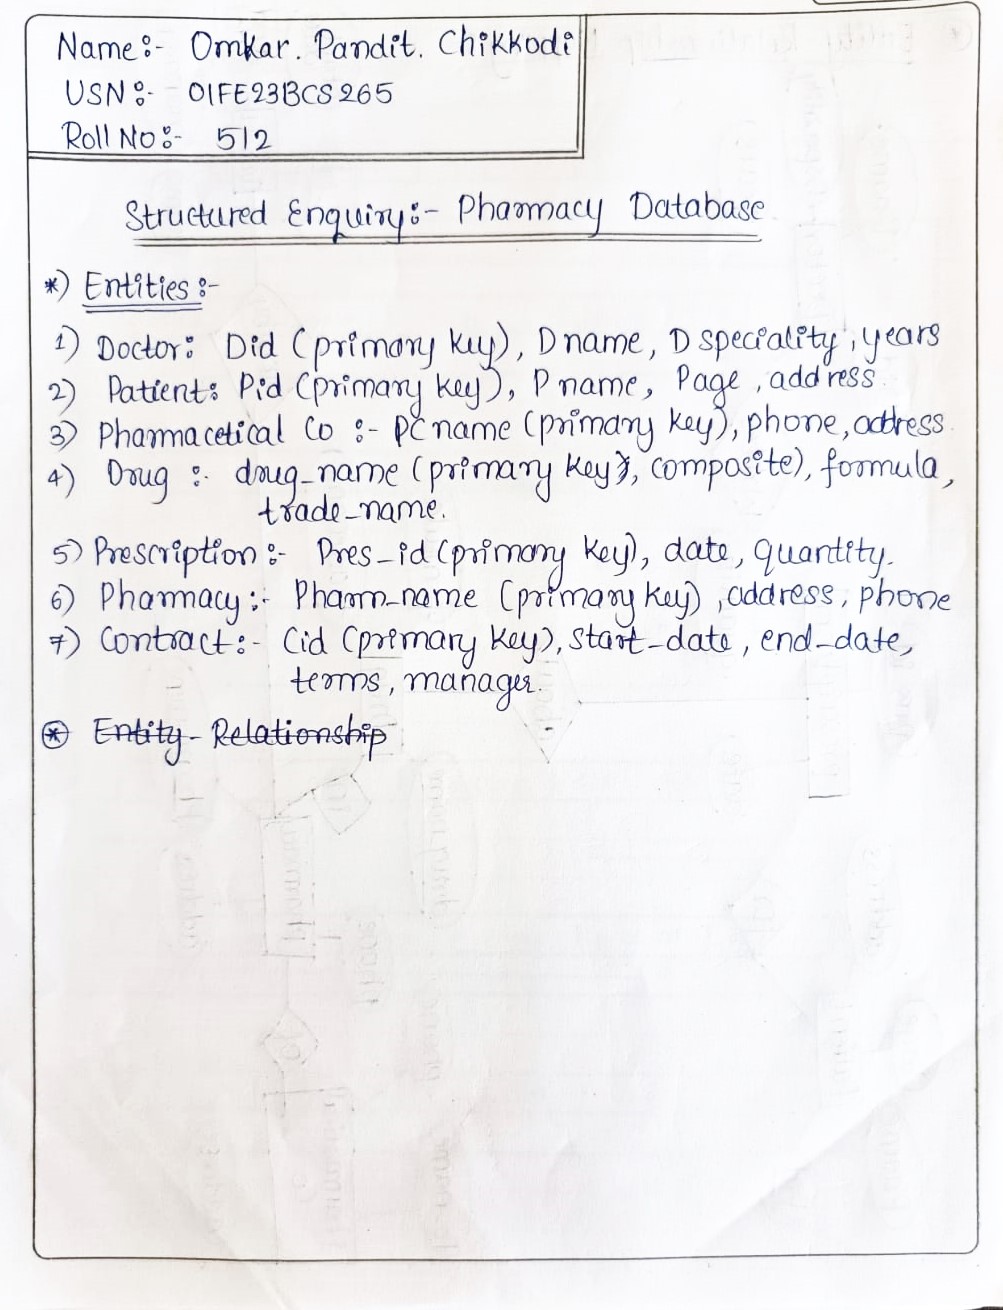 Name:- Omkar. Pandit. Chikkodi
USN:- 01FE23BCS265
Roll No:- 512
Structured Enquiry:- Pharmacy Database
*) Entities:-
1) Doctor: Did (primary key), Dname, Dspeciality, years
2) Patient: Pid (primary key), Pname, Page, address
3) Pharmacetical Co :- PCname (primary key), phone, address.
4) Drug :- drug_name (primary key, composite), formula,
trade_name.
5) Prescription:- Pres_id (primary key), date, quantity.
6) Pharmacy:- Pharm_name (primary key), address, phone
7) Contract:- Cid (primary key), start_date, end_date,
terms, manager.
* Entity-Relationship